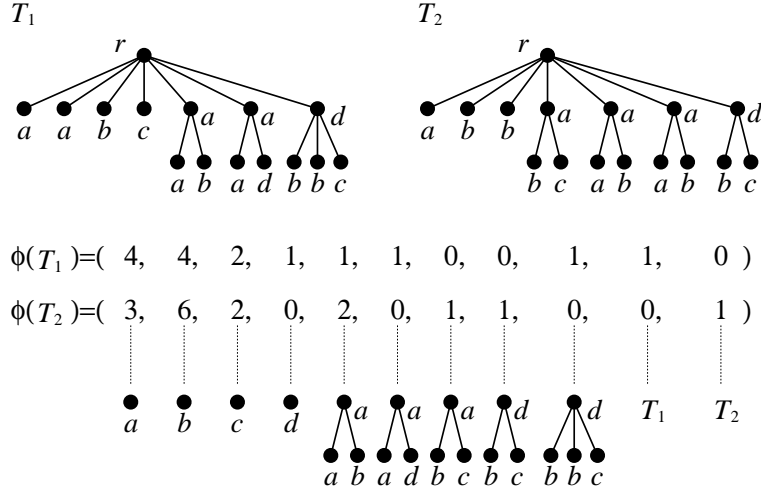 T1 T2
r r
a a b c a a d a b b a a a d
a b a d b b c b c a b a b b c
ϕ(T1)=( 4, 4, 2, 1, 1, 1, 0, 0, 1, 1, 0 )
ϕ(T2)=( 3, 6, 2, 0, 2, 0, 1, 1, 0, 0, 1 )
a b c d a a a d d T1 T2
a b a d b c b c b b c